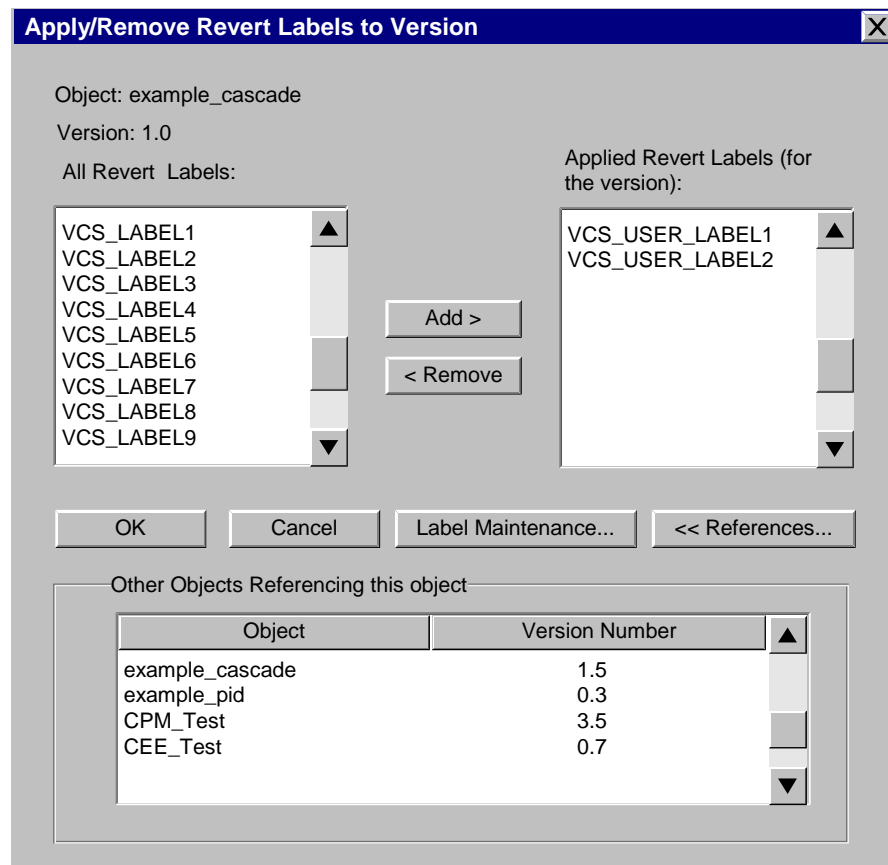 Apply/Remove Revert Labels to Version
X
Object: example_cascade
Version: 1.0
All Revert Labels:
Applied Revert Labels (for
the version):
VCS_LABEL1
VCS_LABEL2
VCS_LABEL3
VCS_LABEL4
VCS_LABEL5
VCS_LABEL6
VCS_LABEL7
VCS_LABEL8
VCS_LABEL9
Add >
< Remove
VCS_USER_LABEL1
VCS_USER_LABEL2
OK Cancel Label Maintenance... << References...
Other Objects Referencing this object
Object Version Number
example_cascade 1.5
example_pid 0.3
CPM_Test 3.5
CEE_Test 0.7